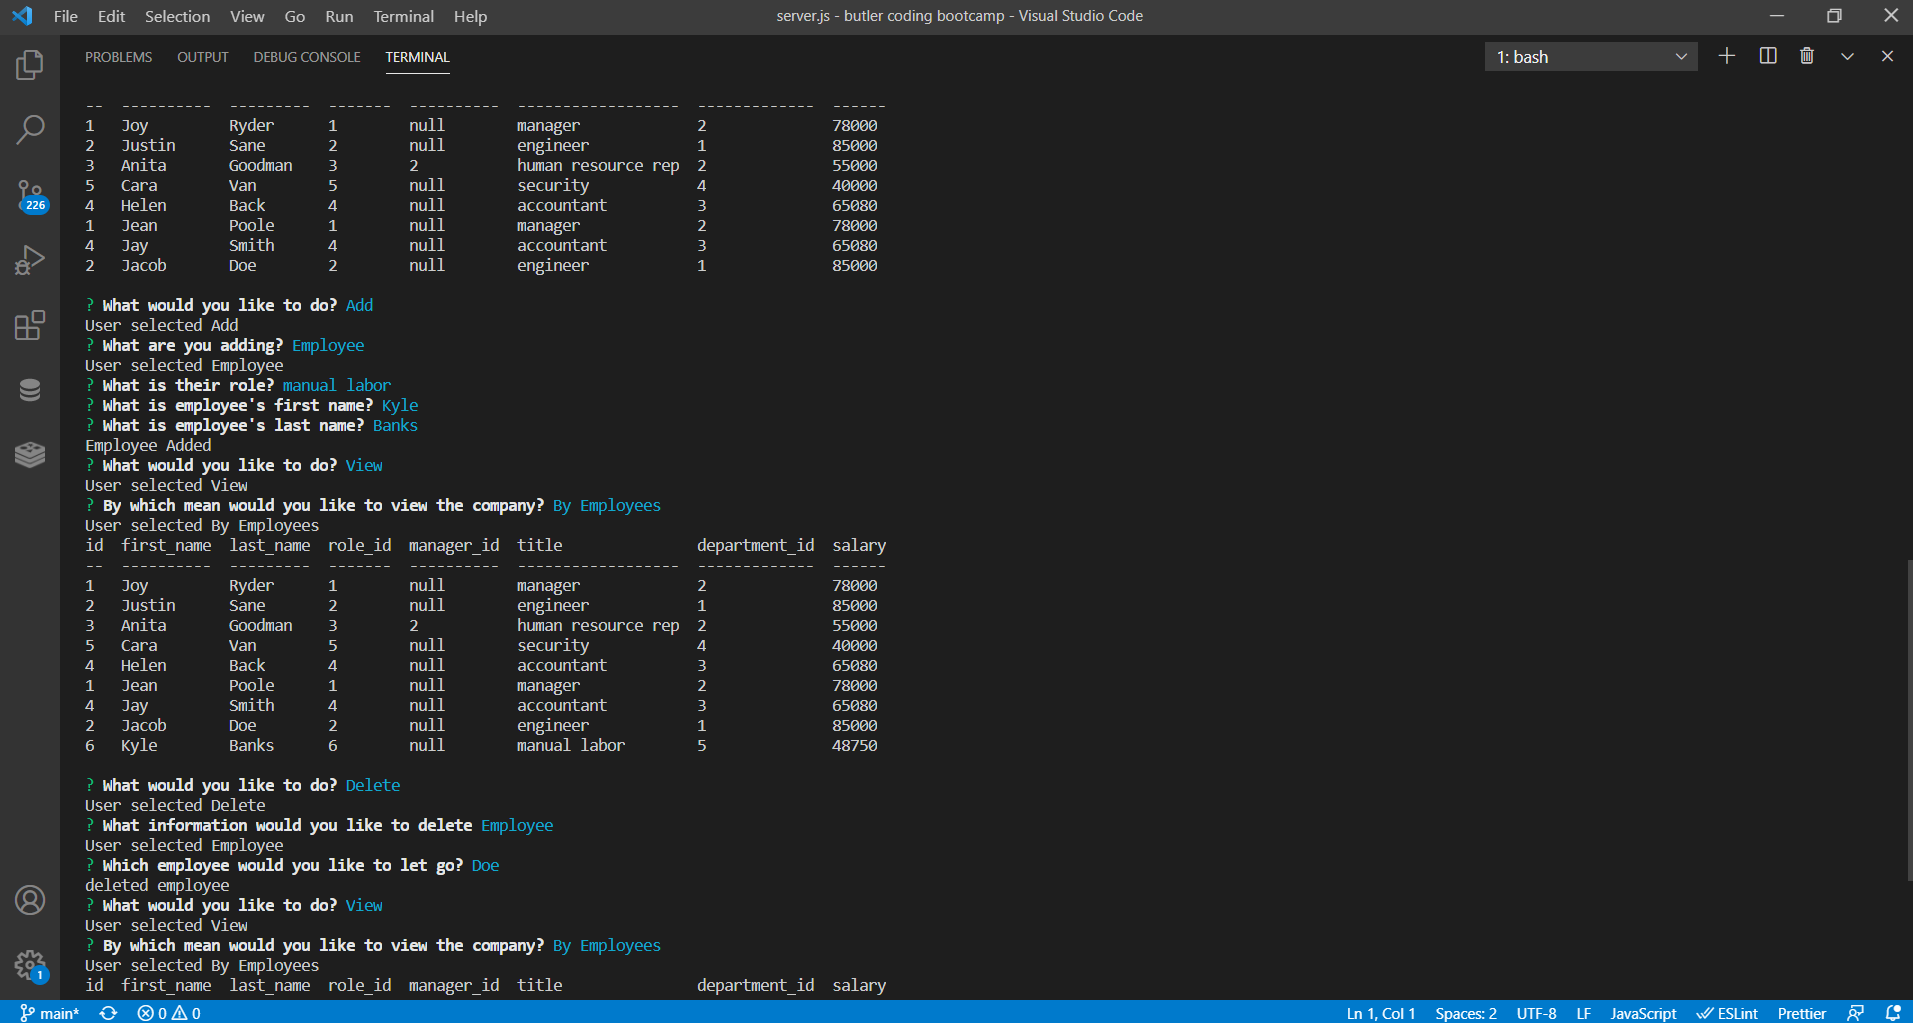 File Edit Selection View Go Run Terminal Help server.js - butler coding bootcamp - Visual Studio Code
PROBLEMS OUTPUT DEBUG CONSOLE TERMINAL 1: bash
-- ---------- --------- ------- ---------- ------------------ ------------- ------
1 Joy Ryder 1 null manager 2 78000
2 Justin Sane 2 null engineer 1 85000
3 Anita Goodman 3 2 human resource rep 2 55000
5 Cara Van 5 null security 4 40000
4 Helen Back 4 null accountant 3 65080
1 Jean Poole 1 null manager 2 78000
4 Jay Smith 4 null accountant 3 65080
2 Jacob Doe 2 null engineer 1 85000
? What would you like to do? Add
User selected Add
? What are you adding? Employee
User selected Employee
? What is their role? manual labor
? What is employee's first name? Kyle
? What is employee's last name? Banks
Employee Added
? What would you like to do? View
User selected View
? By which mean would you like to view the company? By Employees
User selected By Employees
id first_name last_name role_id manager_id title department_id salary
-- ---------- --------- ------- ---------- ------------------ ------------- ------
1 Joy Ryder 1 null manager 2 78000
2 Justin Sane 2 null engineer 1 85000
3 Anita Goodman 3 2 human resource rep 2 55000
5 Cara Van 5 null security 4 40000
4 Helen Back 4 null accountant 3 65080
1 Jean Poole 1 null manager 2 78000
4 Jay Smith 4 null accountant 3 65080
2 Jacob Doe 2 null engineer 1 85000
6 Kyle Banks 6 null manual labor 5 48750
? What would you like to do? Delete
User selected Delete
? What information would you like to delete Employee
User selected Employee
? Which employee would you like to let go? Doe
deleted employee
? What would you like to do? View
User selected View
? By which mean would you like to view the company? By Employees
User selected By Employees
id first_name last_name role_id manager_id title department_id salary
226
1
main* 0 0 Ln 1, Col 1 Spaces: 2 UTF-8 LF JavaScript ESLint Prettier